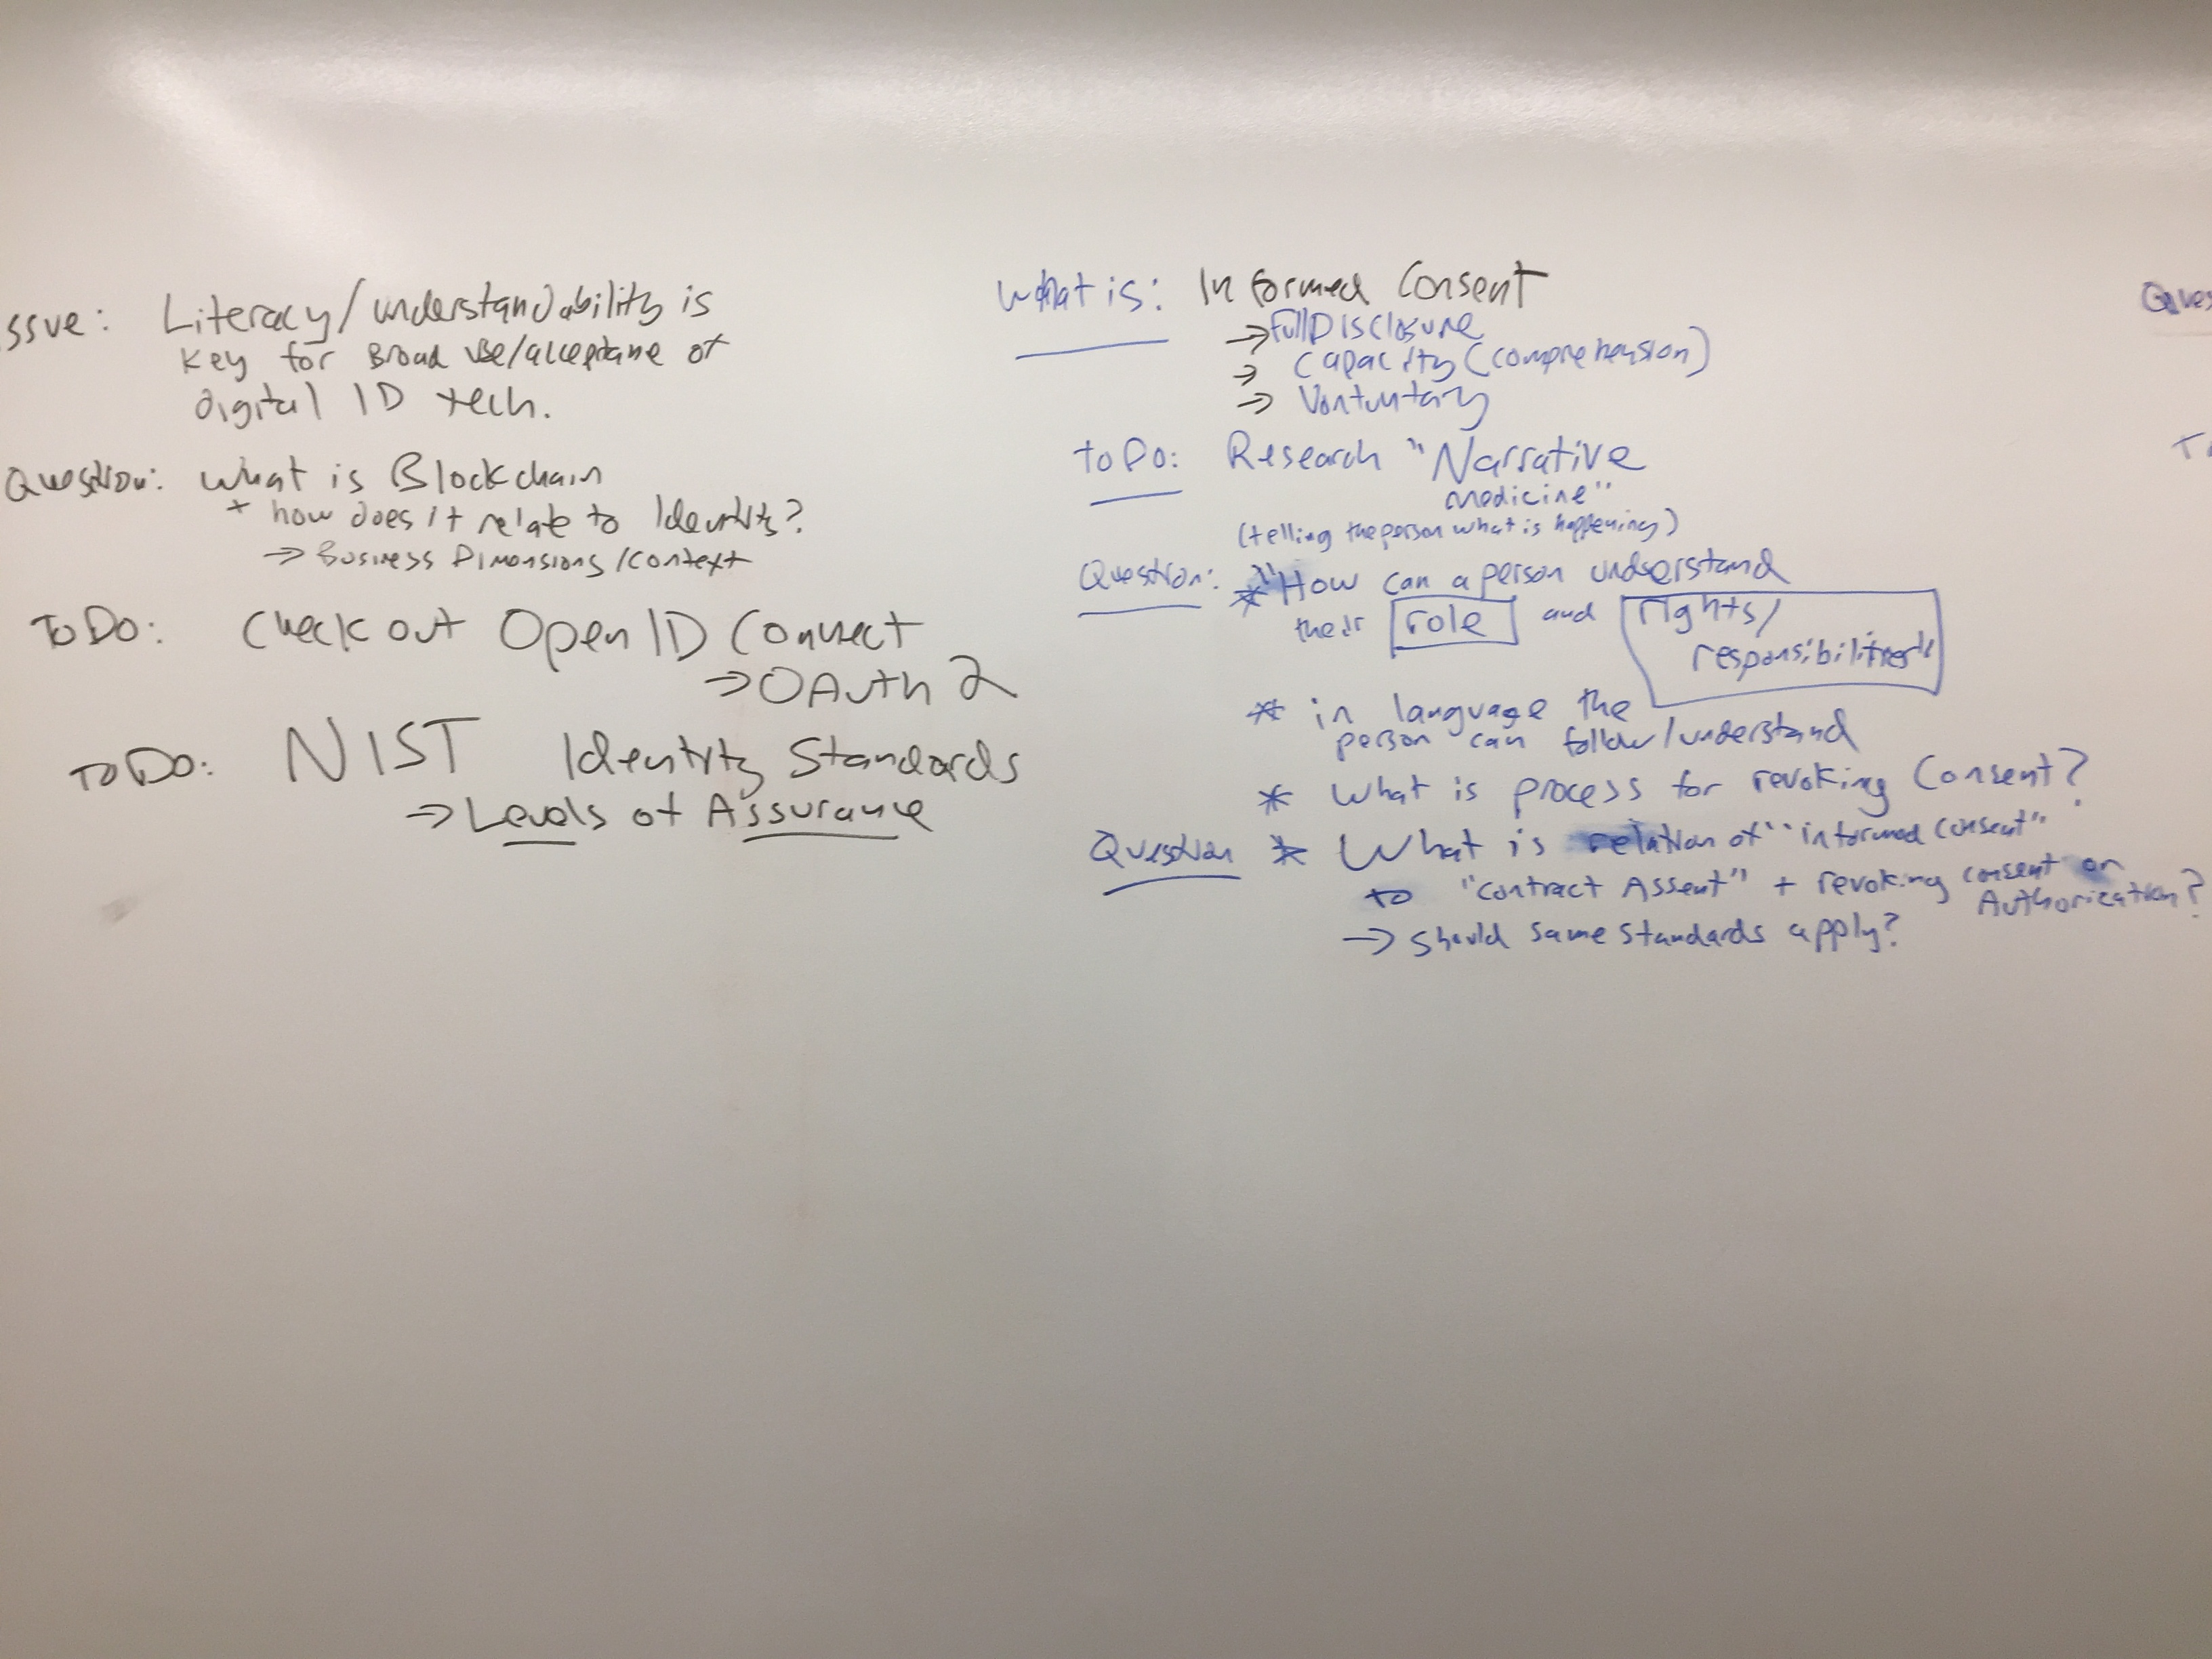 ssue: Literacy/understandability is
key for Broad use/acceptane of
digital ID tech.
Question: what is Blockchain
+ how does it relate to Identity?
→ Business Dimensions/context
ToDo: Check out OpenID Connect
→ OAuth 2
ToDo: NIST Identity Standards
→ Levels of Assurance
What is: Informed Consent
→ Full Disclosure
→ Capacity (comprehension)
→ Voluntary
ToDo: Research "Narrative
medicine"
(telling the person what is happening)
Question: * "How can a person understand
their role and rights/
responsibilities"
* in language the
person can follow/understand
* What is process for revoking Consent?
Question * What is relation of "informed consent"
to "contract Assent" + revoking consent or
Authorization?
→ Should same standards apply?
Ques
T